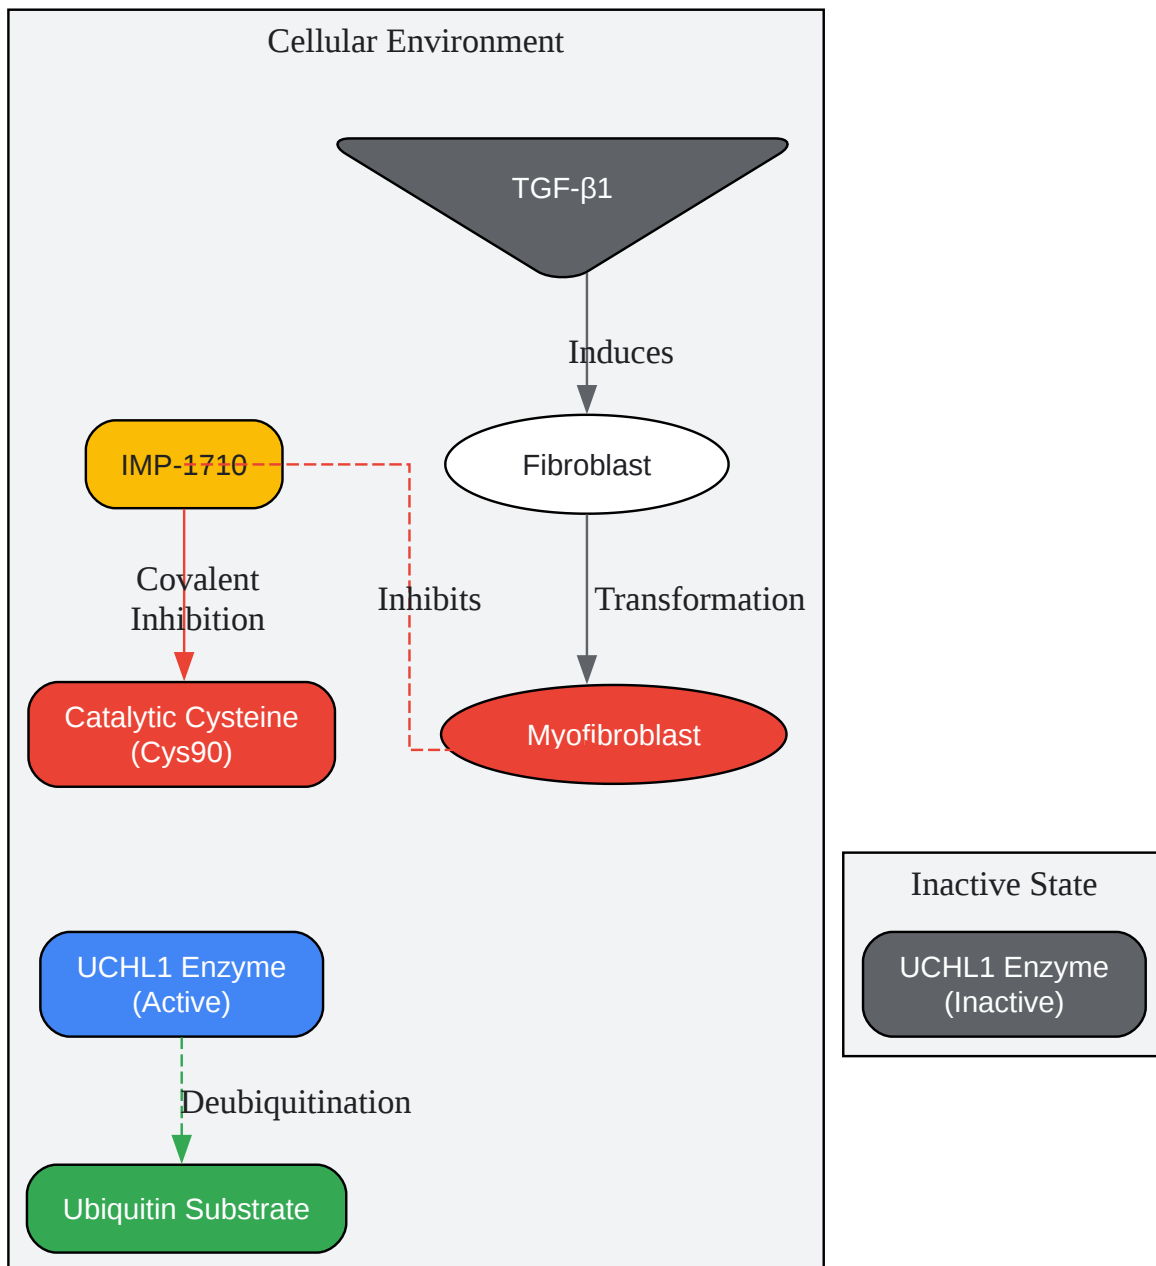 Cellular Environment
TGF-β1
Induces
IMP-1710
Fibroblast
Covalent
Inhibition
Inhibits
Transformation
Catalytic Cysteine
(Cys90)
Myofibroblast
Inactive State
UCHL1 Enzyme
(Active)
UCHL1 Enzyme
(Inactive)
Deubiquitination
Ubiquitin Substrate